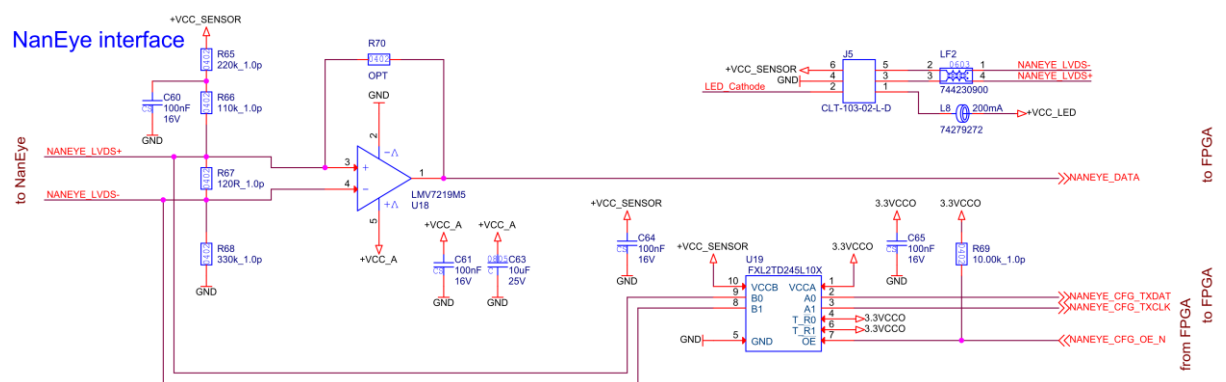 NanEye interface
+VCC_SENSOR
R65
220k_1.0p
C60
100nF
16V
GND
R66
110k_1.0p
0402
R70
0402
OPT
GND
to NanEye
NANEYE_LVDS+
NANEYE_LVDS-
R67
120R_1.0p
R68
330k_1.0p
GND
2
3
4
1
5
LMV7219M5
U18
+VCC_A
+VCC_A
C61
100nF
16V
GND
+VCC_A
C63
10uF
25V
GND
J5
+VCC_SENSOR
GND
LED_Cathode
6
4
2
5
3
1
CLT-103-02-L-D
LF2
0603
2
3
1
4
744230900
NANEYE_LVDS-
NANEYE_LVDS+
L8
200mA
74279272
+VCC_LED
to FPGA
NANEYE_DATA
+VCC_SENSOR
C64
100nF
16V
GND
+VCC_SENSOR
3.3VCCO
U19
FXL2TD245L10X
10
9
8
5
VCCB
B0
B1
GND
VCCA
A0
A1
T_R0
T_R1
OE
1
2
3
4
6
7
GND
3.3VCCO
3.3VCCO
3.3VCCO
C65
100nF
16V
GND
3.3VCCO
R69
10.00k_1.0p
NANEYE_CFG_TXDAT
NANEYE_CFG_TXCLK
NANEYE_CFG_OE_N
from FPGA
to FPGA